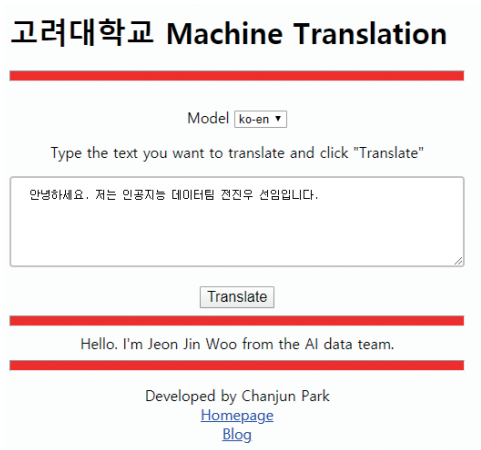 고려대학교 Machine Translation
Model ko-en
Type the text you want to translate and click "Translate"
안녕하세요. 저는 인공지능 데이터팀 전진우 선임입니다.
Translate
Hello. I'm Jeon Jin Woo from the AI data team.
Developed by Chanjun Park
Homepage
Blog